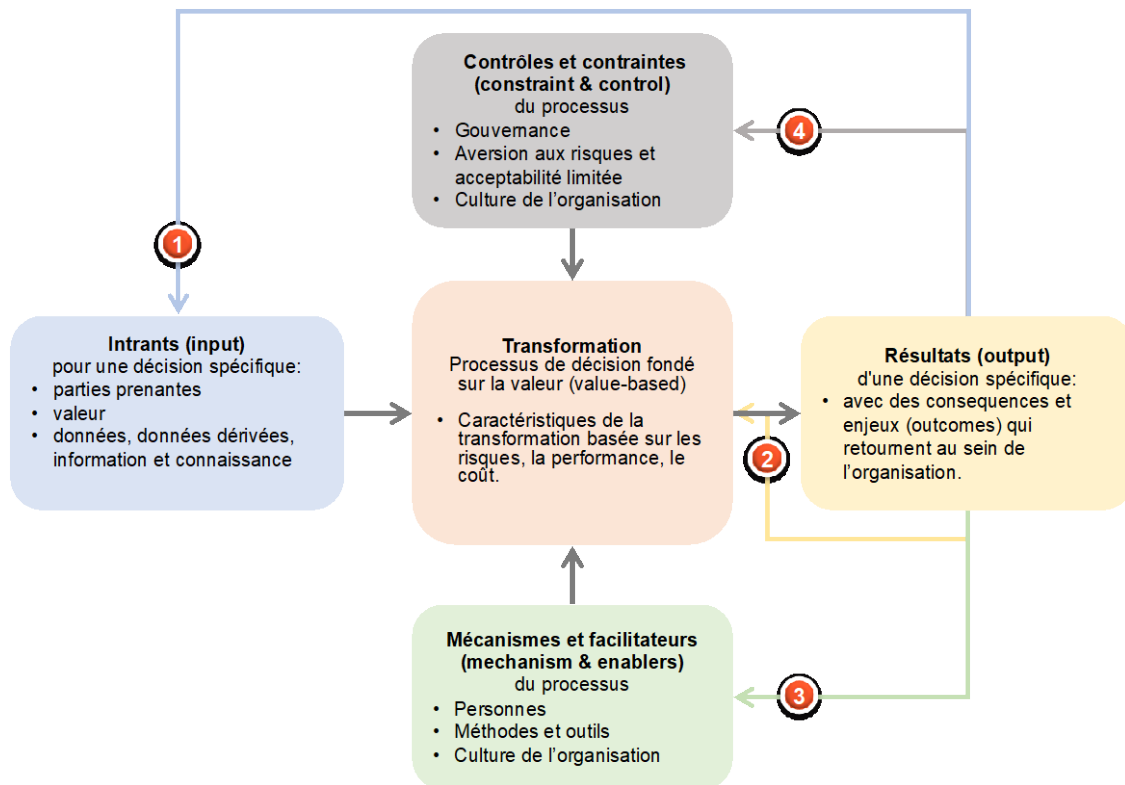 Contrôles et contraintes
(constraint & control)
du processus
• Gouvernance
• Aversion aux risques et
acceptabilité limitée
• Culture de l'organisation
4
1
Intrants (input)
pour une décision spécifique:
• parties prenantes
• valeur
• données, données dérivées,
information et connaissance
Transformation
Processus de décision fondé
sur la valeur (value-based)
• Caractéristiques de la
transformation basée sur les
risques, la performance, le
coût.
Résultats (output)
d'une décision spécifique:
• avec des consequences et
enjeux (outcomes) qui
retournent au sein de
l'organisation.
2
Mécanismes et facilitateurs
(mechanism & enablers)
du processus
• Personnes
• Méthodes et outils
• Culture de l'organisation
3